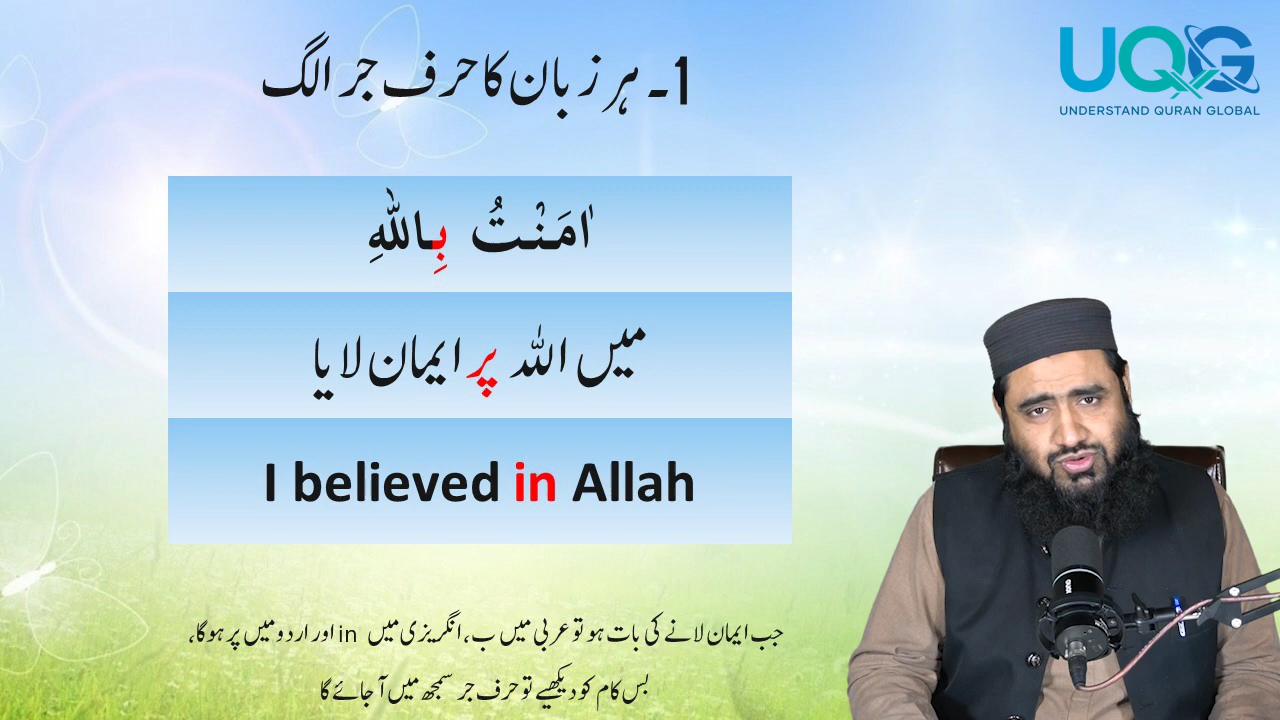 1۔ ہر زبان کا حرف جر الگ
UQG
UNDERSTAND QURAN GLOBAL
اٰمَنْتُ بِاللّٰهِ
میں اللہ پر ایمان لایا
I believed in Allah
جب ایمان لانے کی بات ہو تو عربی میں ب، انگریزی میں in اور اردو میں پر ہوگا،
بس کام کو دیکھیے تو حرف جر سمجھ میں آ جائے گا